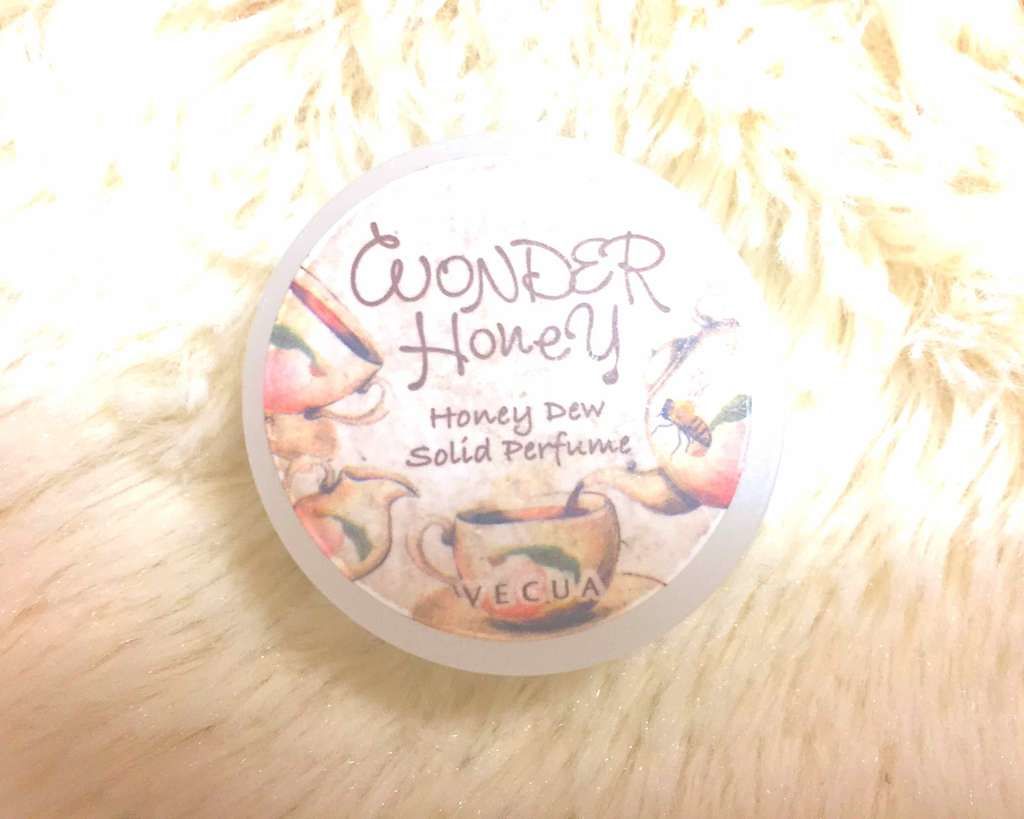 WONDER
HoneY
Honey Dew
Solid Perfume
VECUA